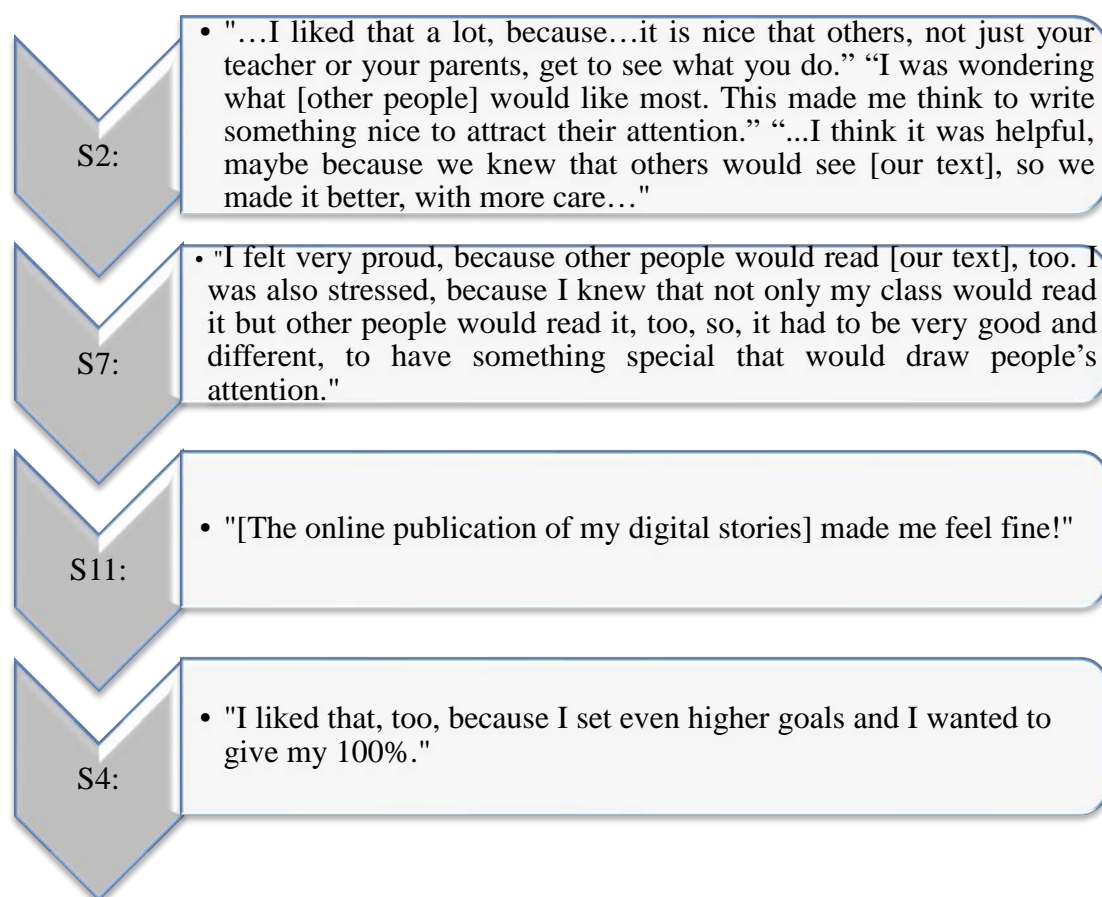 S2:
• "…I liked that a lot, because…it is nice that others, not just your
teacher or your parents, get to see what you do.” “I was wondering
what [other people] would like most. This made me think to write
something nice to attract their attention.” “...I think it was helpful,
maybe because we knew that others would see [our text], so we
made it better, with more care…"
S7:
• "I felt very proud, because other people would read [our text], too. I
was also stressed, because I knew that not only my class would read
it but other people would read it, too, so, it had to be very good and
different, to have something special that would draw people’s
attention."
S11:
• "[The online publication of my digital stories] made me feel fine!"
S4:
• "I liked that, too, because I set even higher goals and I wanted to
give my 100%."